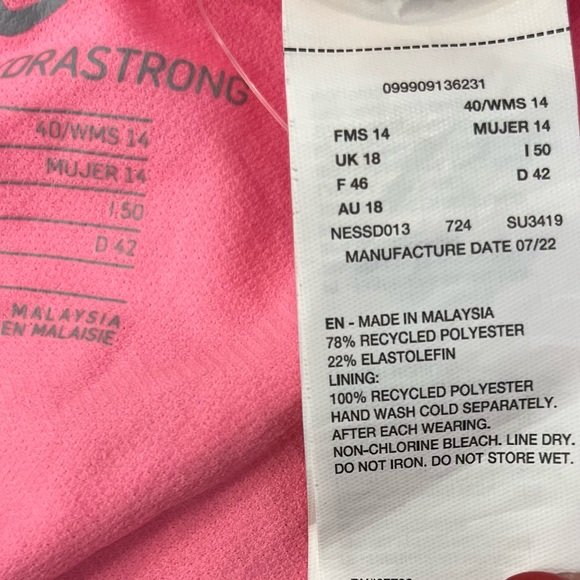 DRASTRONG
40/WMS 14
MUJER 14
I 50
D 42
MALAYSIA
EN MALAISIE
099909136231
40/WMS 14
FMS 14 MUJER 14
UK 18 I 50
F 46 D 42
AU 18
NESSD013 724 SU3419
MANUFACTURE DATE 07/22
EN - MADE IN MALAYSIA
78% RECYCLED POLYESTER
22% ELASTOLEFIN
LINING:
100% RECYCLED POLYESTER
HAND WASH COLD SEPARATELY.
AFTER EACH WEARING.
NON-CHLORINE BLEACH. LINE DRY.
DO NOT IRON. DO NOT STORE WET.